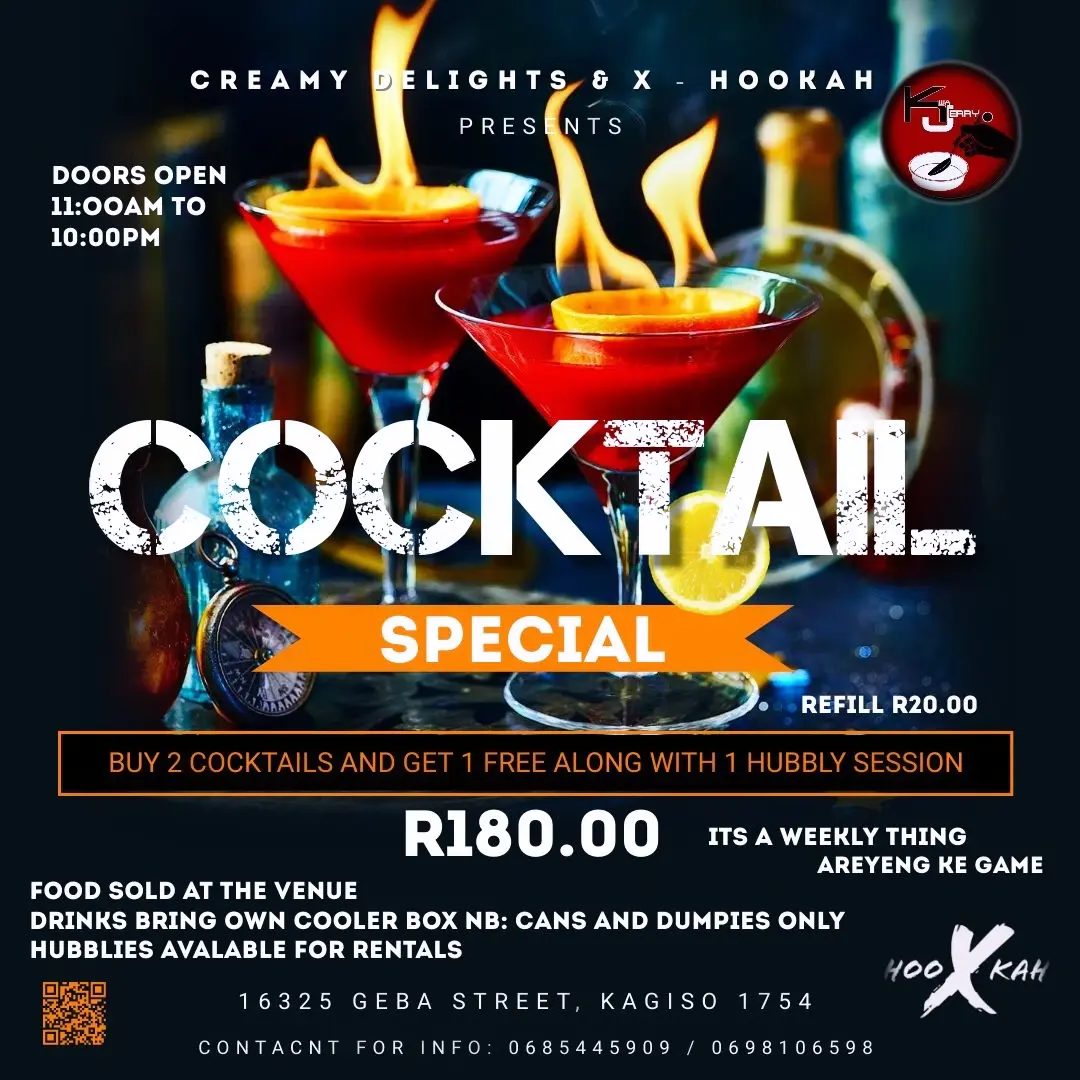 CREAMY DELIGHTS & X - HOOKAH
PRESENTS
KWA JERRY
DOORS OPEN
11:00AM TO
10:00PM
COCKTAIL
SPECIAL
REFILL R20.00
BUY 2 COCKTAILS AND GET 1 FREE ALONG WITH 1 HUBBLY SESSION
R180.00
ITS A WEEKLY THING
AREYENG KE GAME
FOOD SOLD AT THE VENUE
DRINKS BRING OWN COOLER BOX NB: CANS AND DUMPIES ONLY
HUBBLIES AVALABLE FOR RENTALS
HOO X KAH
16325 GEBA STREET, KAGISO 1754
CONTACNT FOR INFO: 0685445909 / 0698106598